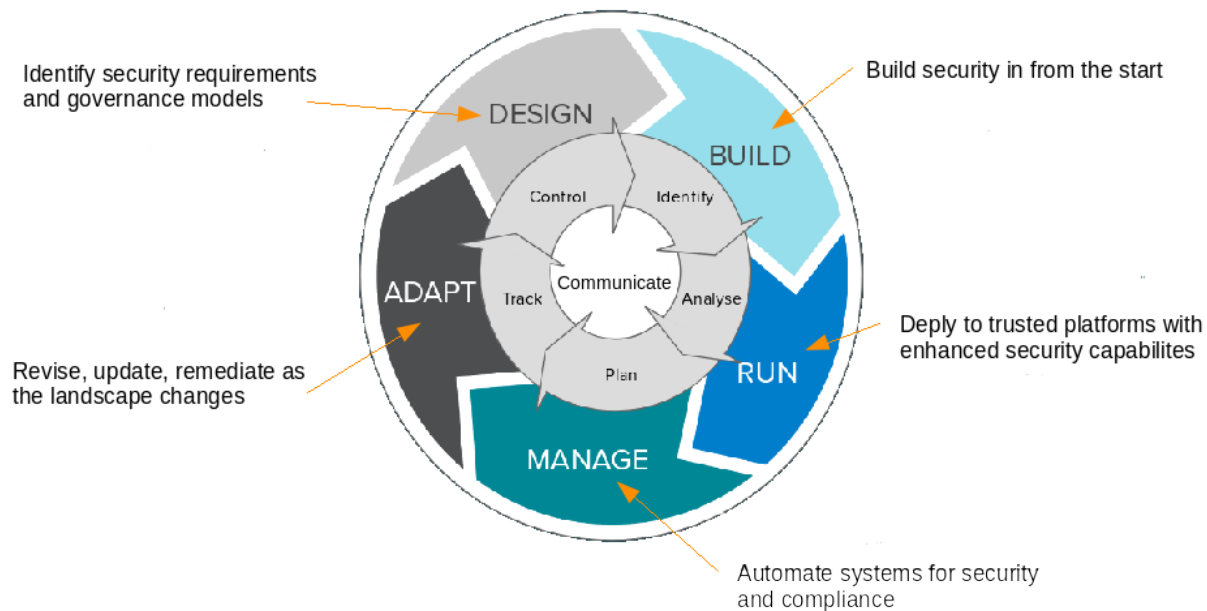 Identify security requirements
and governance models
Build security in from the start
DESIGN
BUILD
Control
Identify
Communicate
ADAPT
Track
Analyse
Deply to trusted platforms with
enhanced security capabilites
Revise, update, remediate as
the landscape changes
Plan
RUN
MANAGE
Automate systems for security
and compliance